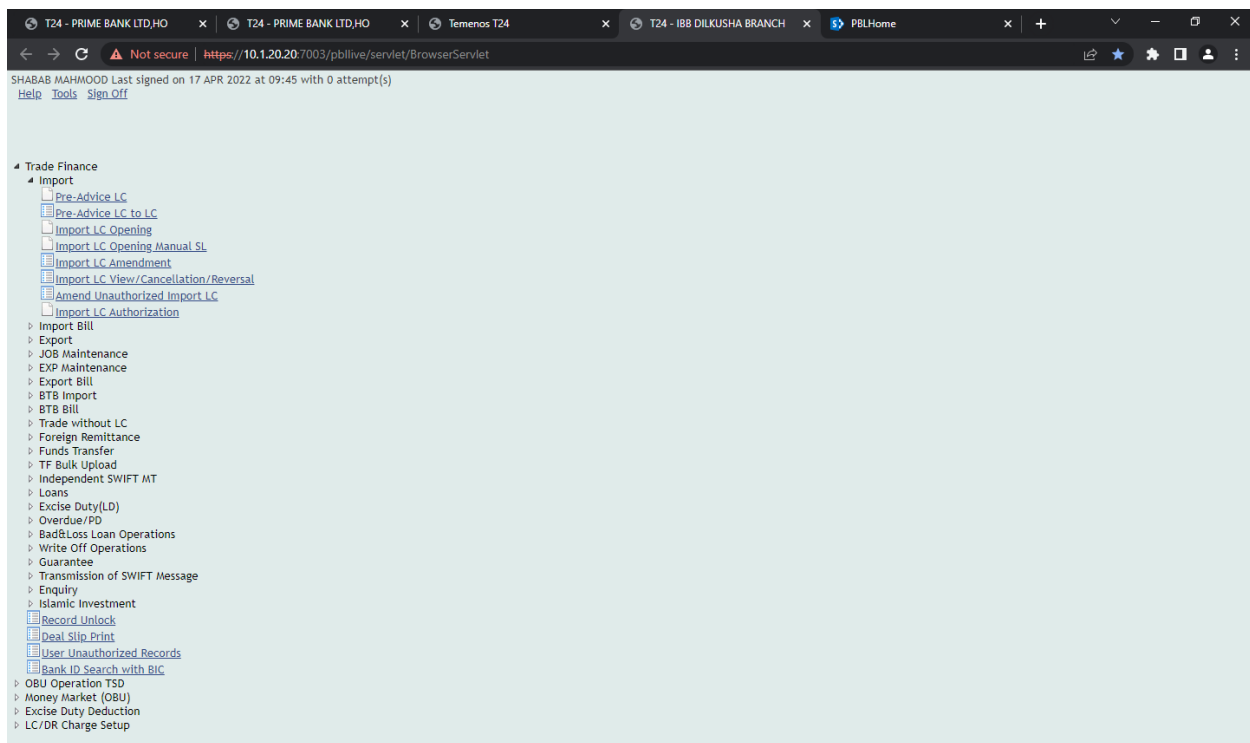 T24 - PRIME BANK LTD,HO T24 - PRIME BANK LTD,HO Temenos T24 T24 - IBB DILKUSHA BRANCH PBLHome
Not secure https://10.1.20.20:7003/pbllive/servlet/BrowserServlet
SHABAB MAHMOOD Last signed on 17 APR 2022 at 09:45 with 0 attempt(s)
Help Tools Sign Off
Trade Finance
Import
Pre-Advice LC
Pre-Advice LC to LC
Import LC Opening
Import LC Opening Manual SL
Import LC Amendment
Import LC View/Cancellation/Reversal
Amend Unauthorized Import LC
Import LC Authorization
Import Bill
Export
JOB Maintenance
EXP Maintenance
Export Bill
BTB Import
BTB Bill
Trade without LC
Foreign Remittance
Funds Transfer
TF Bulk Upload
Independent SWIFT MT
Loans
Excise Duty(LD)
Overdue/PD
Bad&Loss Loan Operations
Write Off Operations
Guarantee
Transmission of SWIFT Message
Enquiry
Islamic Investment
Record Unlock
Deal Slip Print
User Unauthorized Records
Bank ID Search with BIC
OBU Operation TSD
Money Market (OBU)
Excise Duty Deduction
LC/DR Charge Setup